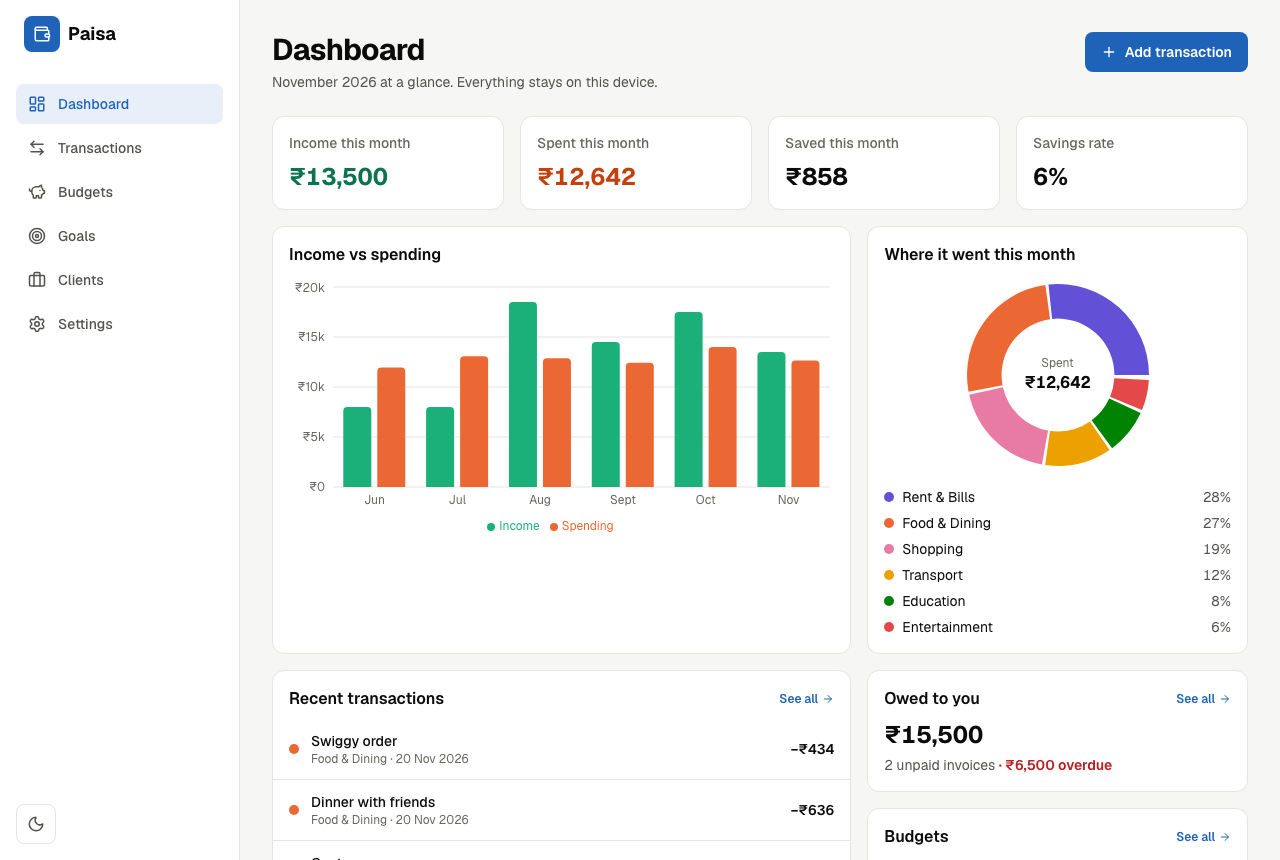 Paisa
Dashboard
Transactions
Budgets
Goals
Clients
Settings
Dashboard
November 2026 at a glance. Everything stays on this device.
Add transaction
Income this month
₹13,500
Spent this month
₹12,642
Saved this month
₹858
Savings rate
6%
Income vs spending
₹20k
₹15k
₹10k
₹5k
₹0
Jun Jul Aug Sept Oct Nov
Income Spending
Where it went this month
Spent
₹12,642
Rent & Bills 28%
Food & Dining 27%
Shopping 19%
Transport 12%
Education 8%
Entertainment 6%
Recent transactions See all →
Swiggy order −₹434
Food & Dining · 20 Nov 2026
Dinner with friends −₹636
Food & Dining · 20 Nov 2026
Owed to you See all →
₹15,500
2 unpaid invoices · ₹6,500 overdue
Budgets See all →